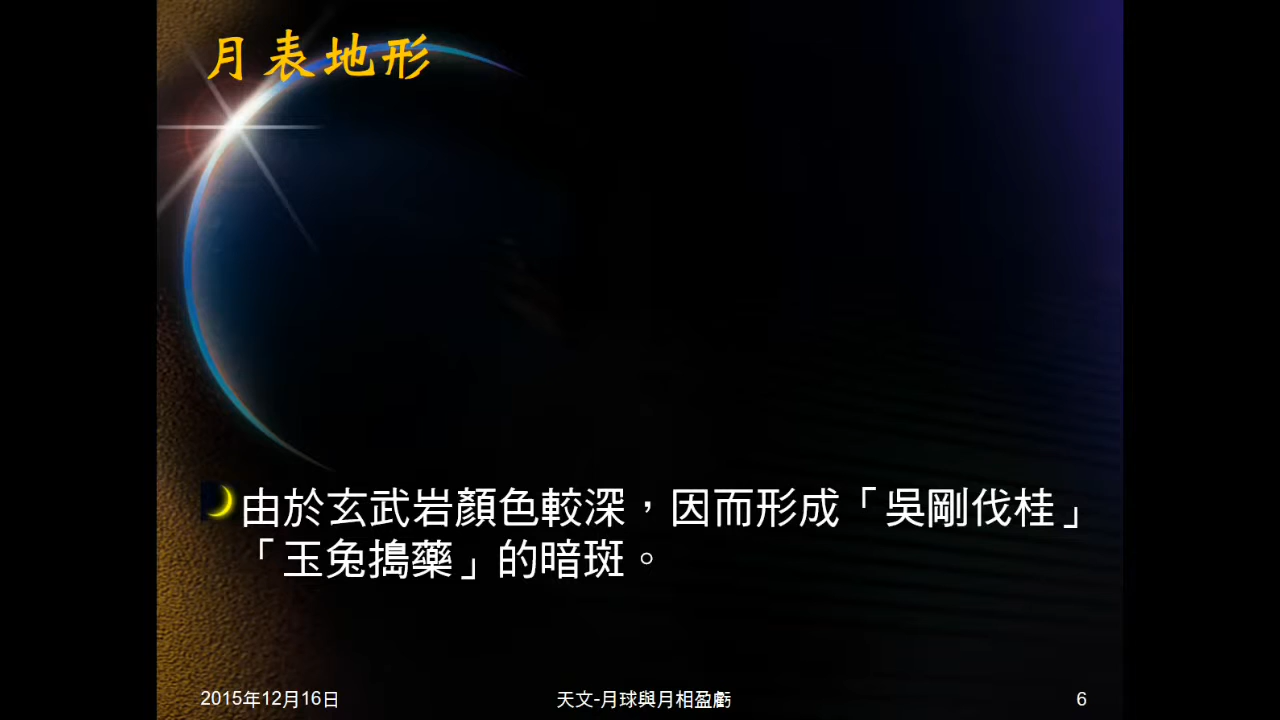 月表地形
由於玄武岩顏色較深，因而形成「吳剛伐桂」
「玉兔搗藥」的暗斑。
2015年12月16日
天文-月球與月相盈虧
6